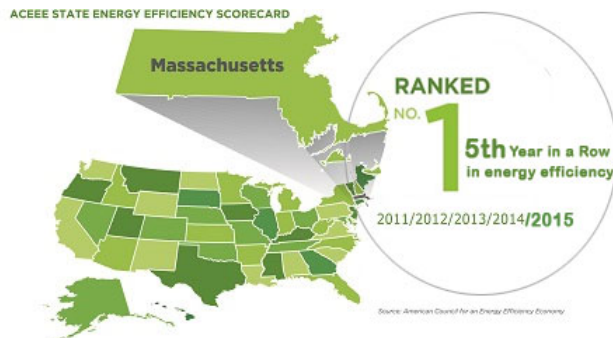 ACEEE STATE ENERGY EFFICIENCY SCORECARD
Massachusetts
RANKED
NO. 1
5th Year in a Row
in energy efficiency
2011/2012/2013/2014/2015
Source: American Council for an Energy Efficiency Economy